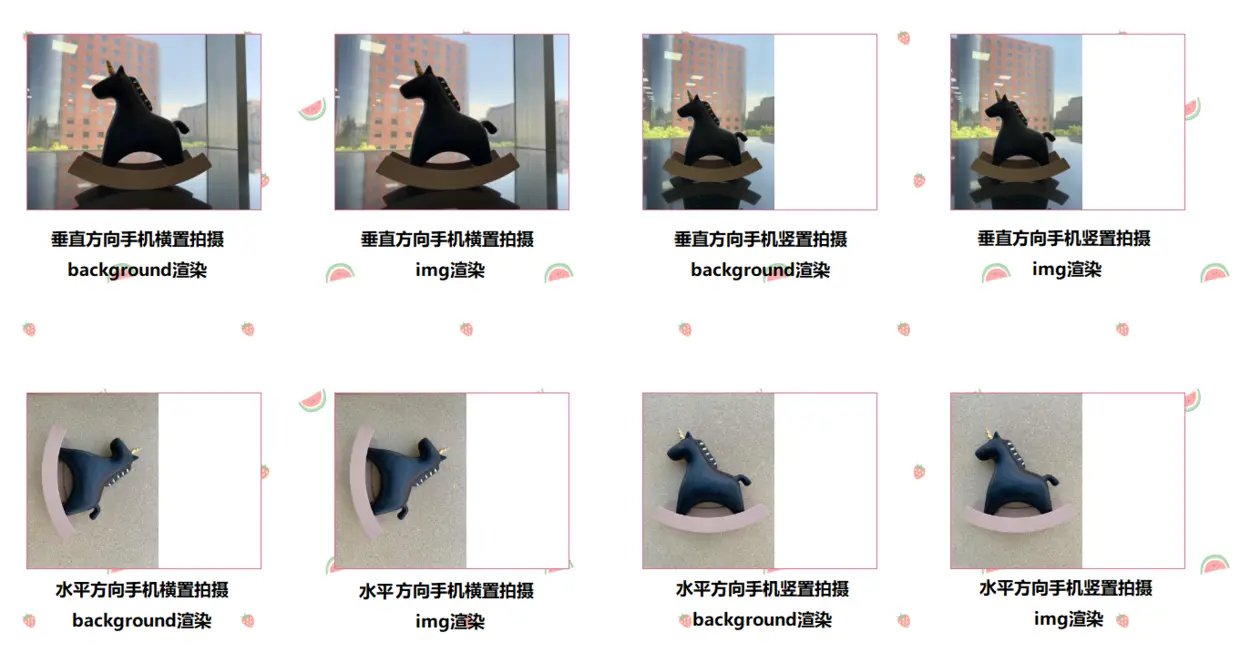 垂直方向手机横置拍摄
background渲染
垂直方向手机横置拍摄
img渲染
垂直方向手机竖置拍摄
background渲染
垂直方向手机竖置拍摄
img渲染
水平方向手机横置拍摄
background渲染
水平方向手机横置拍摄
img渲染
水平方向手机竖置拍摄
background渲染
水平方向手机竖置拍摄
img渲染